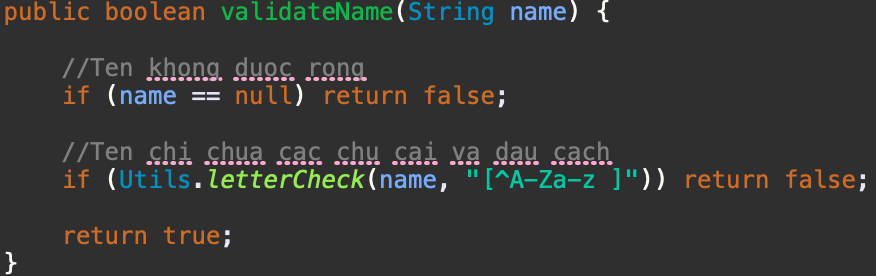 public boolean validateName(String name) {
//Ten khong duoc rong
if (name == null) return false;
//Ten chi chua cac chu cai va dau cach
if (Utils.letterCheck(name, "[^A-Za-z ]")) return false;
return true;
}